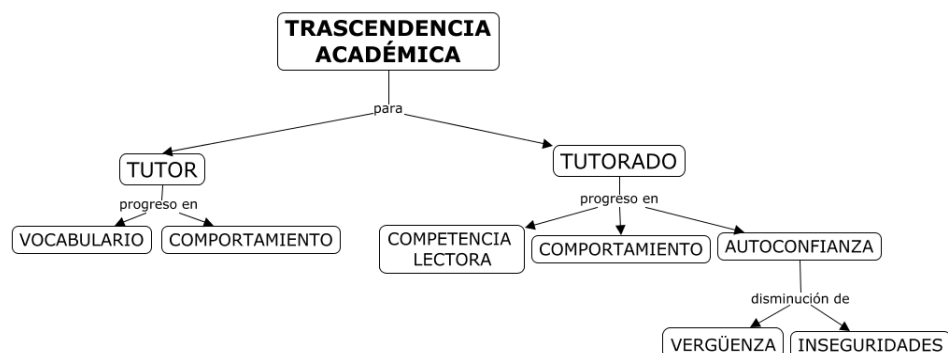 TRASCENDENCIA
ACADÉMICA
para
TUTOR
TUTORADO
progreso en
progreso en
VOCABULARIO
COMPORTAMIENTO
COMPETENCIA
LECTORA
COMPORTAMIENTO
AUTOCONFIANZA
disminución de
VERGÜENZA
INSEGURIDADES